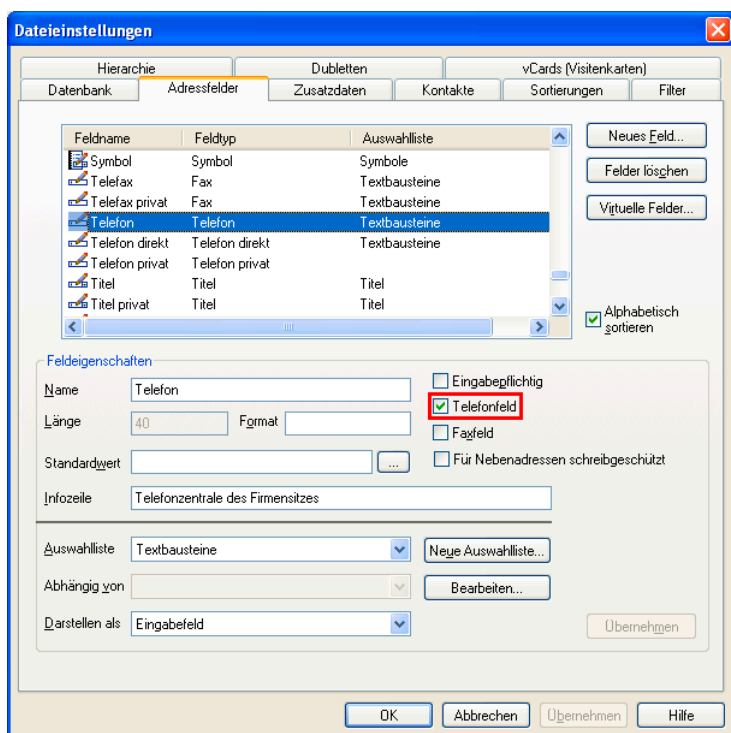 Dateieinstellungen
Hierarchie Dubletten vCards (Visitenkarten)
Datenbank Adressfelder Zusatzdaten Kontakte Sortierungen Filter
Feldname Feldtyp Auswahlliste
Symbol Symbol Symbole
Telefax Fax Textbausteine
Telefax privat Fax Textbausteine
Telefon Telefon Textbausteine
Telefon direkt Telefon direkt Textbausteine
Telefon privat Telefon privat
Titel Titel Titel
Titel privat Titel Titel
Neues Feld...
Felder löschen
Virtuelle Felder...
Alphabetisch
sortieren
Feldeigenschaften
Name Telefon
Länge 40 Format
Standardwert ...
Infozeile Telefonzentrale des Firmensitzes
Eingabepflichtig
Telefonfeld
Faxfeld
Für Nebenadressen schreibgeschützt
Auswahlliste Textbausteine Neue Auswahlliste...
Abhängig von Bearbeiten...
Darstellen als Eingabefeld Übernehmen
OK Abbrechen Übernehmen Hilfe